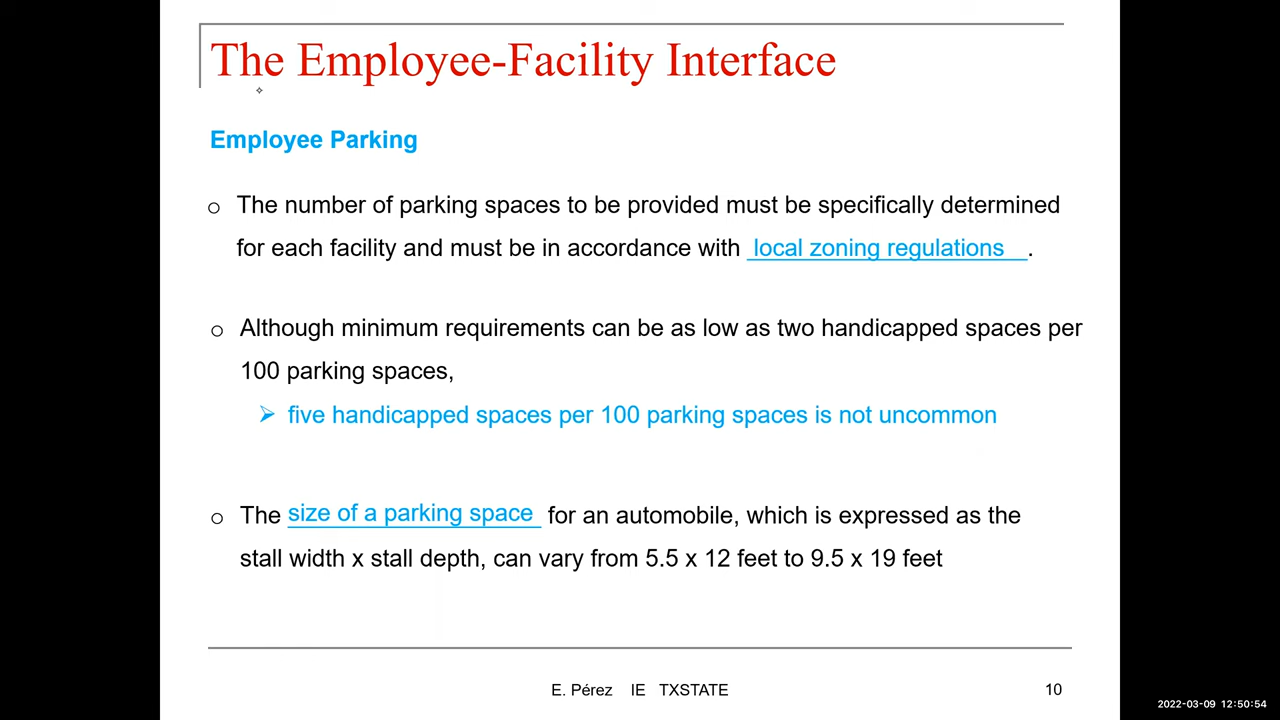 The Employee-Facility Interface
Employee Parking
o The number of parking spaces to be provided must be specifically determined
for each facility and must be in accordance with local zoning regulations.
o Although minimum requirements can be as low as two handicapped spaces per
100 parking spaces,
➢ five handicapped spaces per 100 parking spaces is not uncommon
o The size of a parking space for an automobile, which is expressed as the
stall width x stall depth, can vary from 5.5 x 12 feet to 9.5 x 19 feet
E. Pérez IE TXSTATE
10
2022-03-09 12:50:54